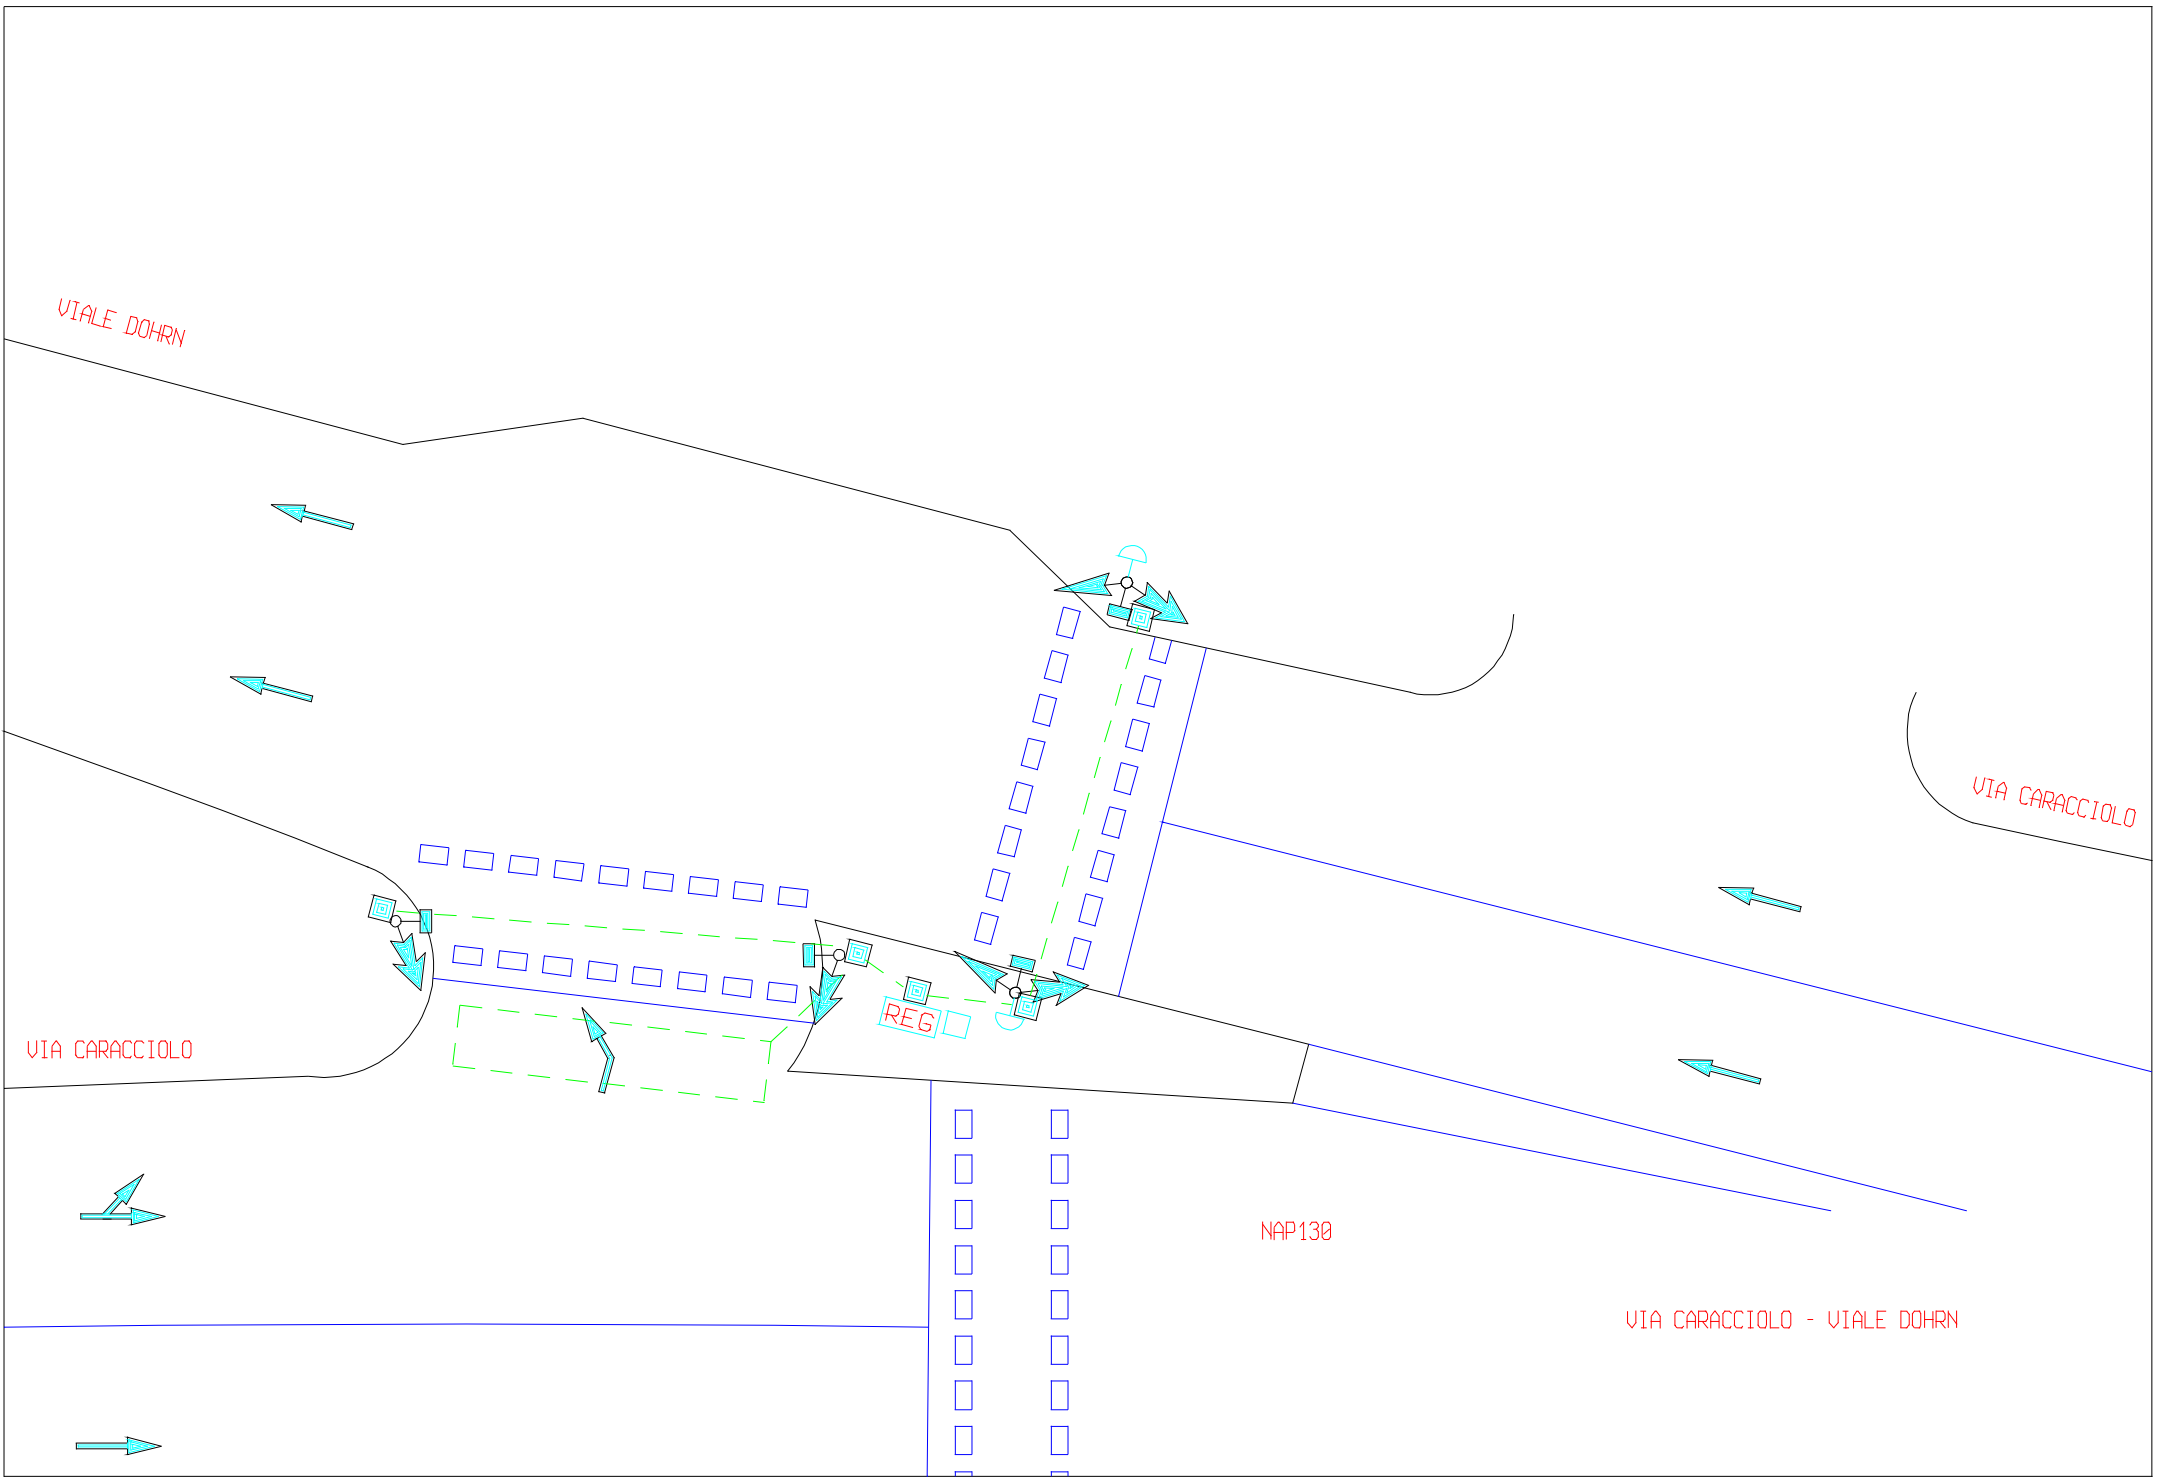 VIALE DOHRN
VIA CARACCIOLO
REG
VIA CARACCIOLO
NAP130
VIA CARACCIOLO - VIALE DOHRN